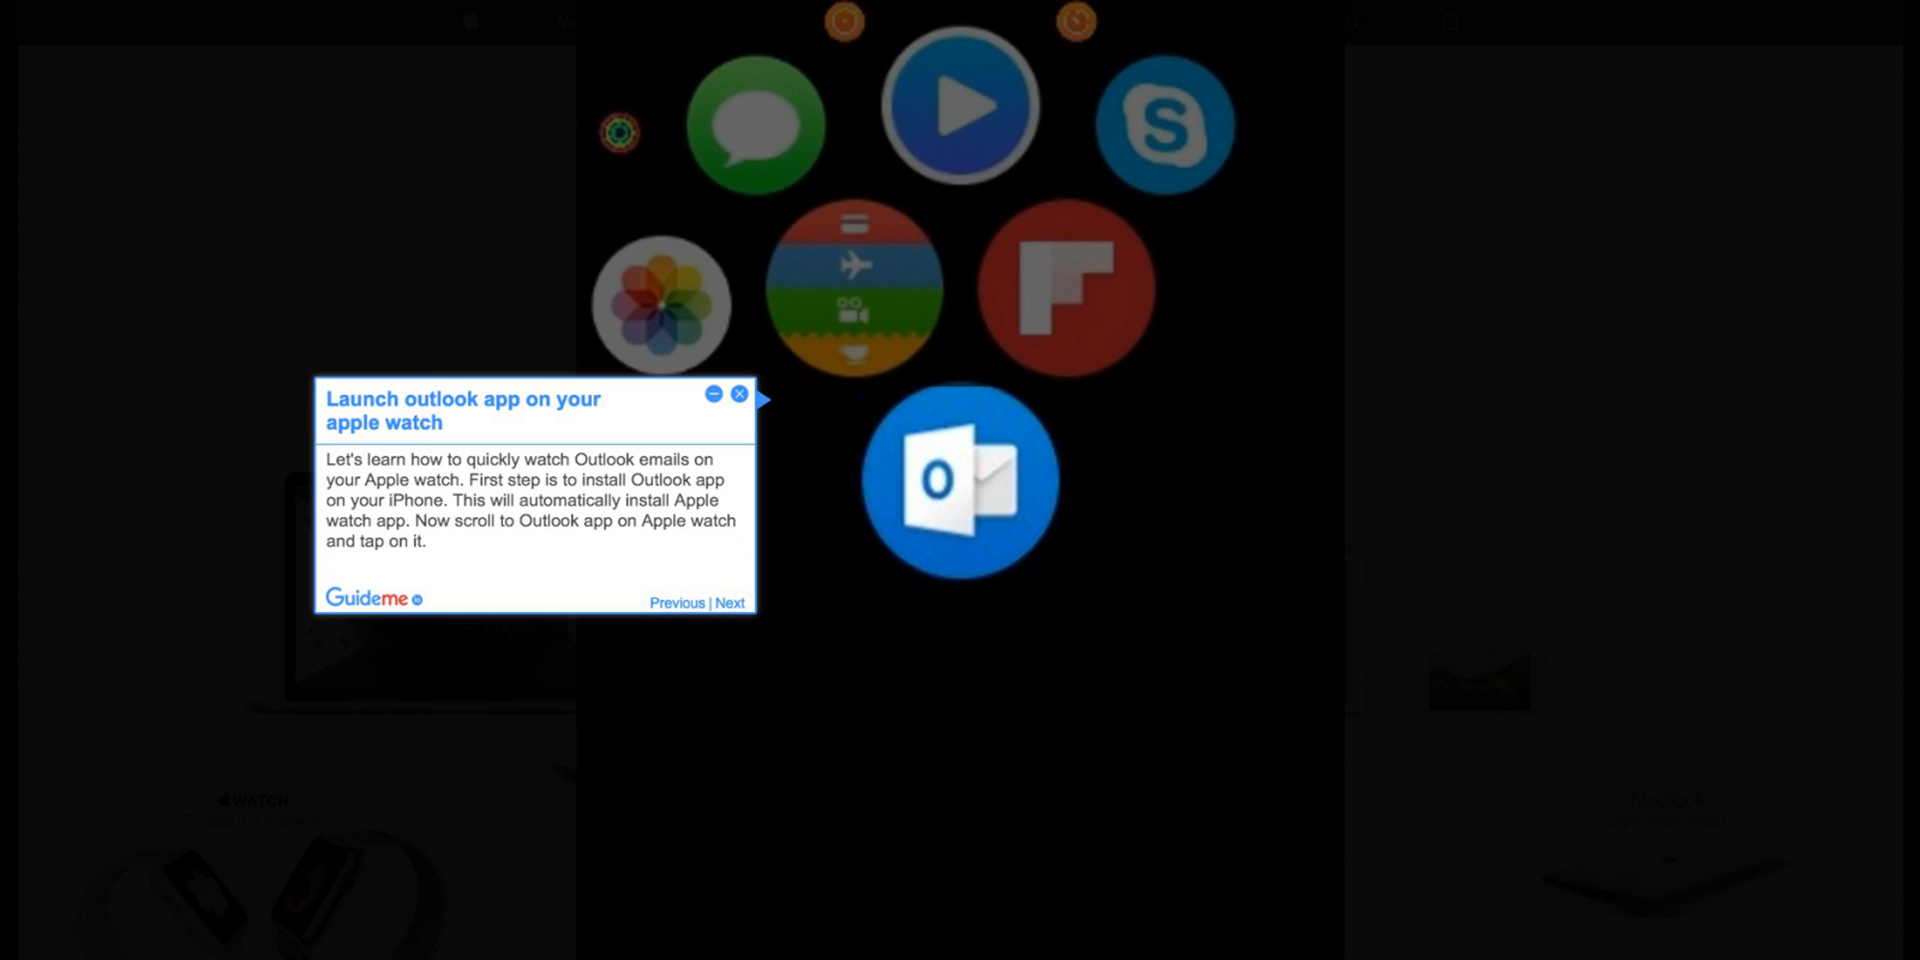 Launch outlook app on your
apple watch
Let's learn how to quickly watch Outlook emails on
your Apple watch. First step is to install Outlook app
on your iPhone. This will automatically install Apple
watch app. Now scroll to Outlook app on Apple watch
and tap on it.
Guideme
Previous | Next
WATCH
MacBook